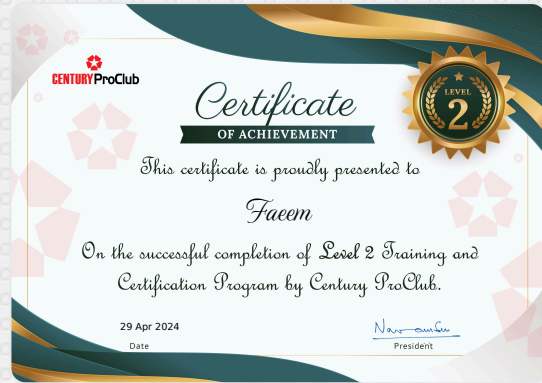 CENTURY ProClub
Certificate
OF ACHIEVEMENT
LEVEL
2
This certificate is proudly presented to
Faeem
On the successful completion of Level 2 Training and
Certification Program by Century ProClub.
29 Apr 2024
Date
President